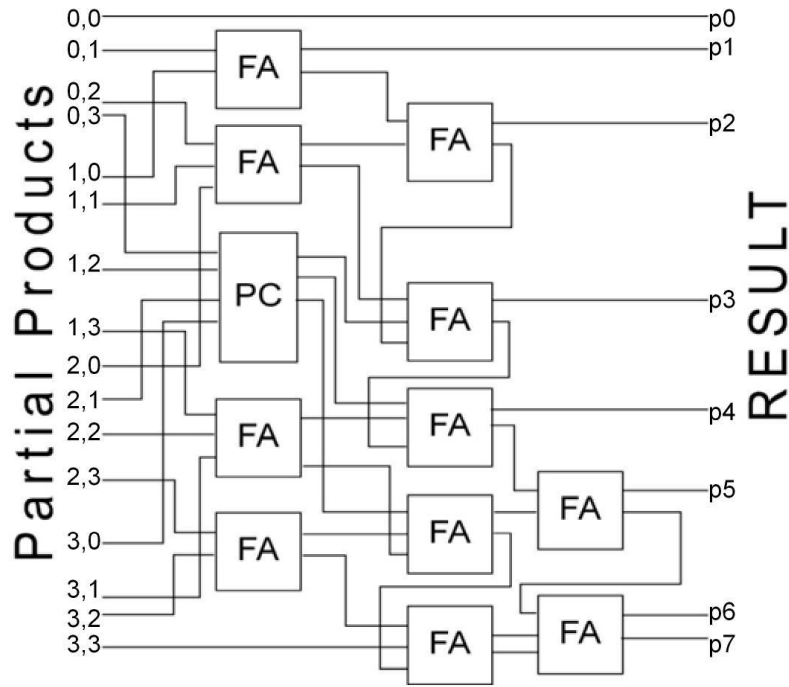 Partial Products
0,0
0,1
0,2
0,3
1,0
1,1
1,2
1,3
2,0
2,1
2,2
2,3
3,0
3,1
3,2
3,3
FA
FA
PC
FA
FA
FA
FA
FA
FA
FA
FA
FA
p0
p1
p2
p3
p4
p5
p6
p7
RESULT